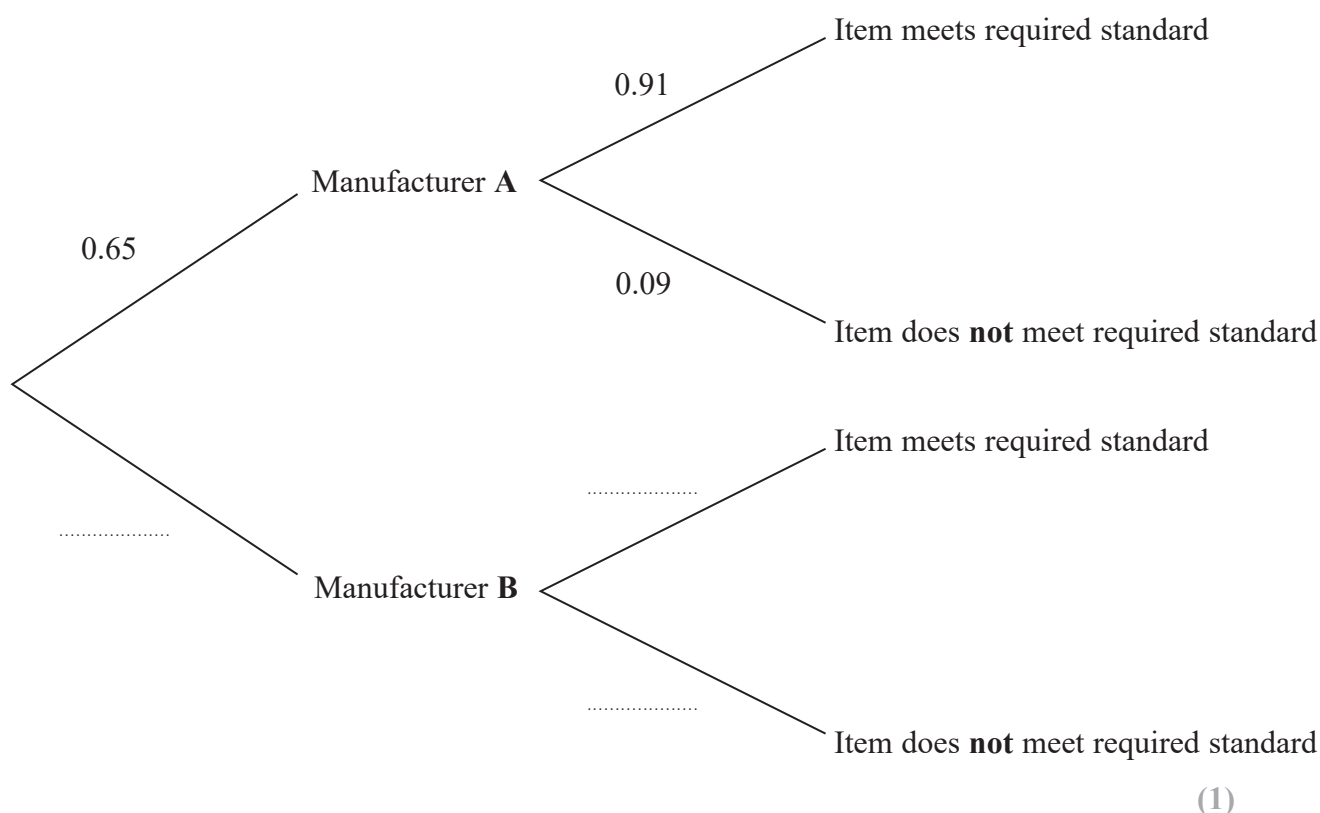 Item meets required standard
0.91
Manufacturer A
0.65
0.09
Item does not meet required standard
Item meets required standard
....................
....................
Manufacturer B
....................
Item does not meet required standard
(1)